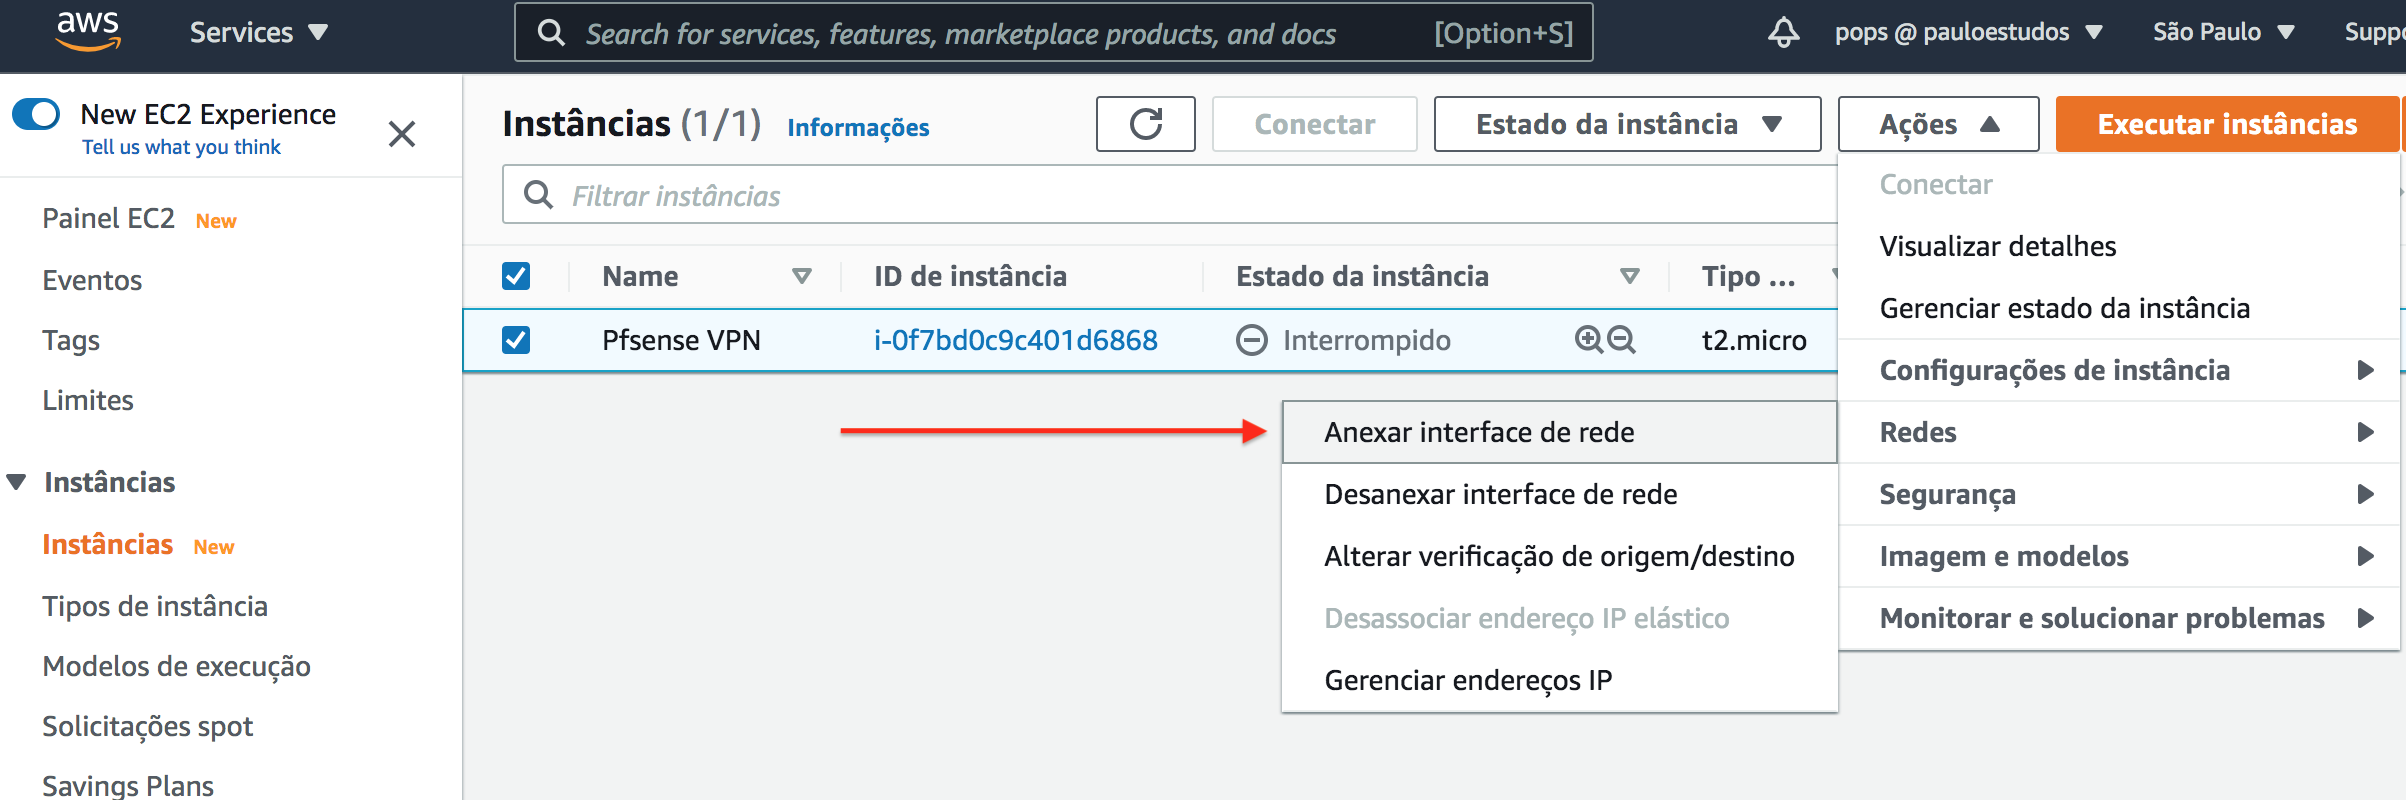 aws
Services
Search for services, features, marketplace products, and docs [Option+S]
pops @ pauloestudos
São Paulo
Suppo
New EC2 Experience
Tell us what you think
Painel EC2 New
Eventos
Tags
Limites
Instâncias
Instâncias New
Tipos de instância
Modelos de execução
Solicitações spot
Savings Plans
Instâncias (1/1) Informações
Conectar
Estado da instância
Ações
Executar instâncias
Filtrar instâncias
Name ID de instância Estado da instância Tipo ...
Pfsense VPN i-0f7bd0c9c401d6868 Interrompido t2.micro
Conectar
Visualizar detalhes
Gerenciar estado da instância
Configurações de instância
Redes
Segurança
Imagem e modelos
Monitorar e solucionar problemas
Anexar interface de rede
Desanexar interface de rede
Alterar verificação de origem/destino
Desassociar endereço IP elástico
Gerenciar endereços IP